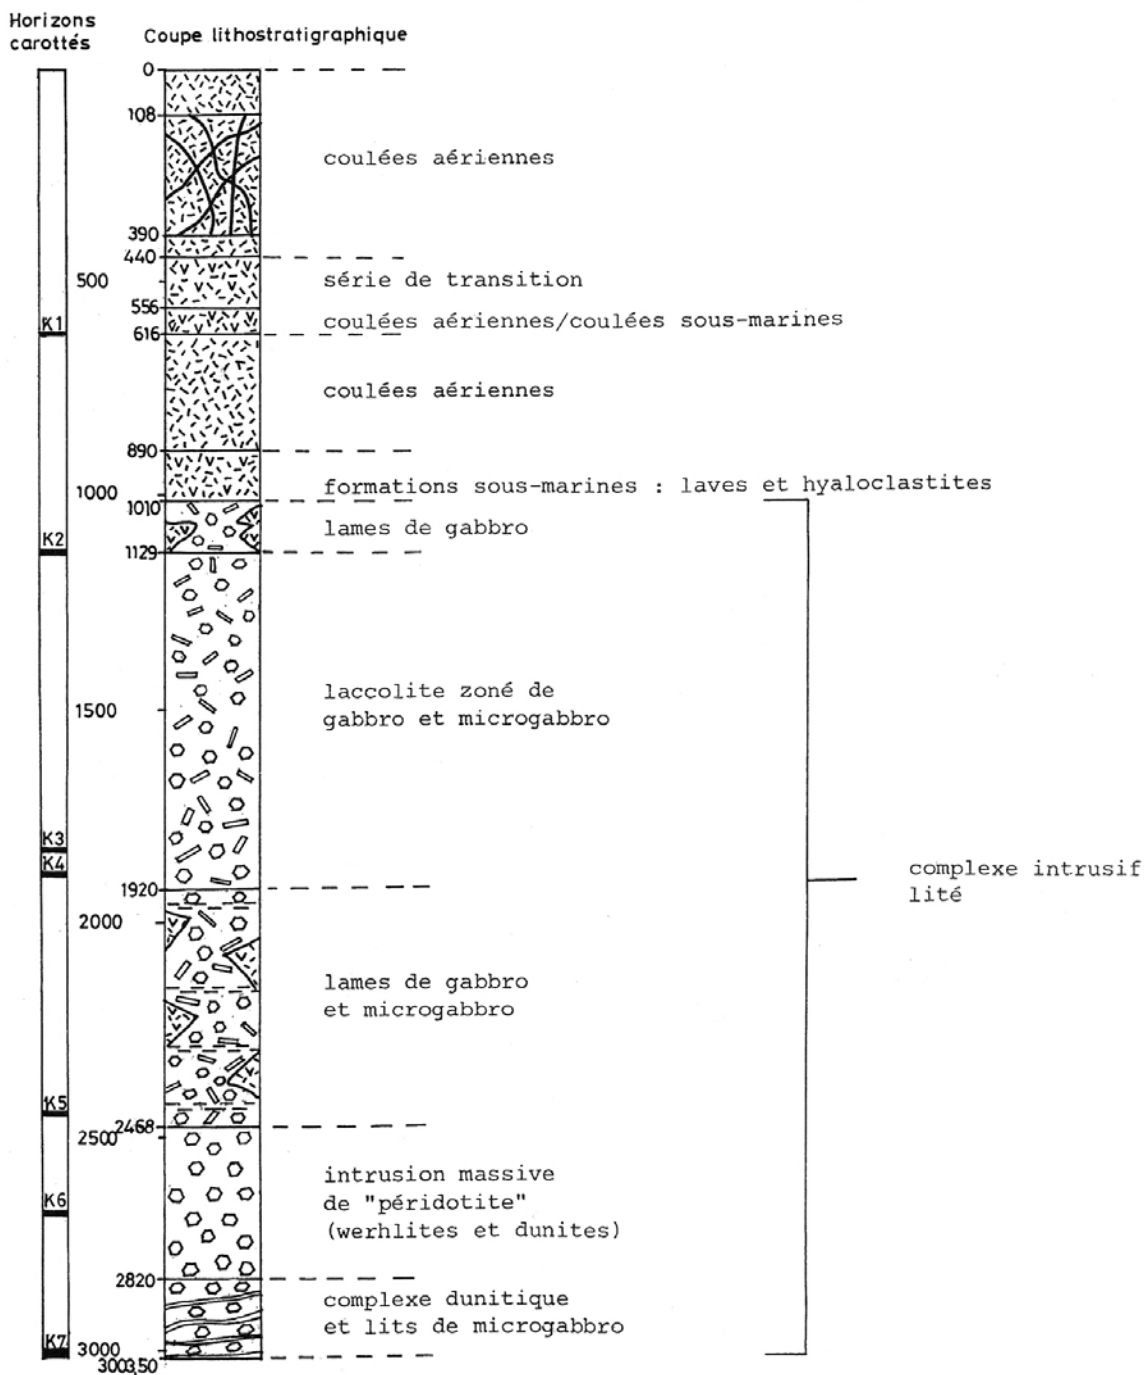 Horizons
carottés
Coupe lithostratigraphique
0
108
coulées aériennes
390
440
500
série de transition
556
K1
coulées aériennes/coulées sous-marines
616
coulées aériennes
890
1000
formations sous-marines : laves et hyaloclastites
1010
lames de gabbro
K2
1129
laccolite zoné de
gabbro et microgabbro
1500
K3
K4
complexe intrusif
lité
1920
2000
lames de gabbro
et microgabbro
K5
2468
2500
intrusion massive
de "péridotite"
(werhlites et dunites)
K6
2820
complexe dunitique
et lits de microgabbro
K7
3000
3003,50